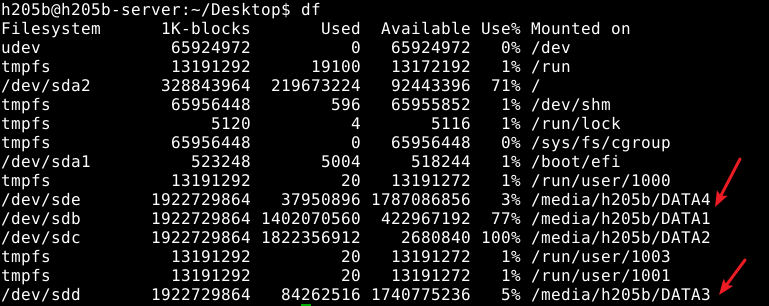 h205b@h205b-server:~/Desktop$ df
Filesystem 1K-blocks Used Available Use% Mounted on
udev 65924972 0 65924972 0% /dev
tmpfs 13191292 19100 13172192 1% /run
/dev/sda2 328843964 219673224 92443396 71% /
tmpfs 65956448 596 65955852 1% /dev/shm
tmpfs 5120 4 5116 1% /run/lock
tmpfs 65956448 0 65956448 0% /sys/fs/cgroup
/dev/sda1 523248 5004 518244 1% /boot/efi
tmpfs 13191292 20 13191272 1% /run/user/1000
/dev/sde 1922729864 37950896 1787086856 3% /media/h205b/DATA4
/dev/sdb 1922729864 1402070560 422967192 77% /media/h205b/DATA1
/dev/sdc 1922729864 1822356912 2680840 100% /media/h205b/DATA2
tmpfs 13191292 20 13191272 1% /run/user/1003
tmpfs 13191292 20 13191272 1% /run/user/1001
/dev/sdd 1922729864 84262516 1740775236 5% /media/h205b/DATA3